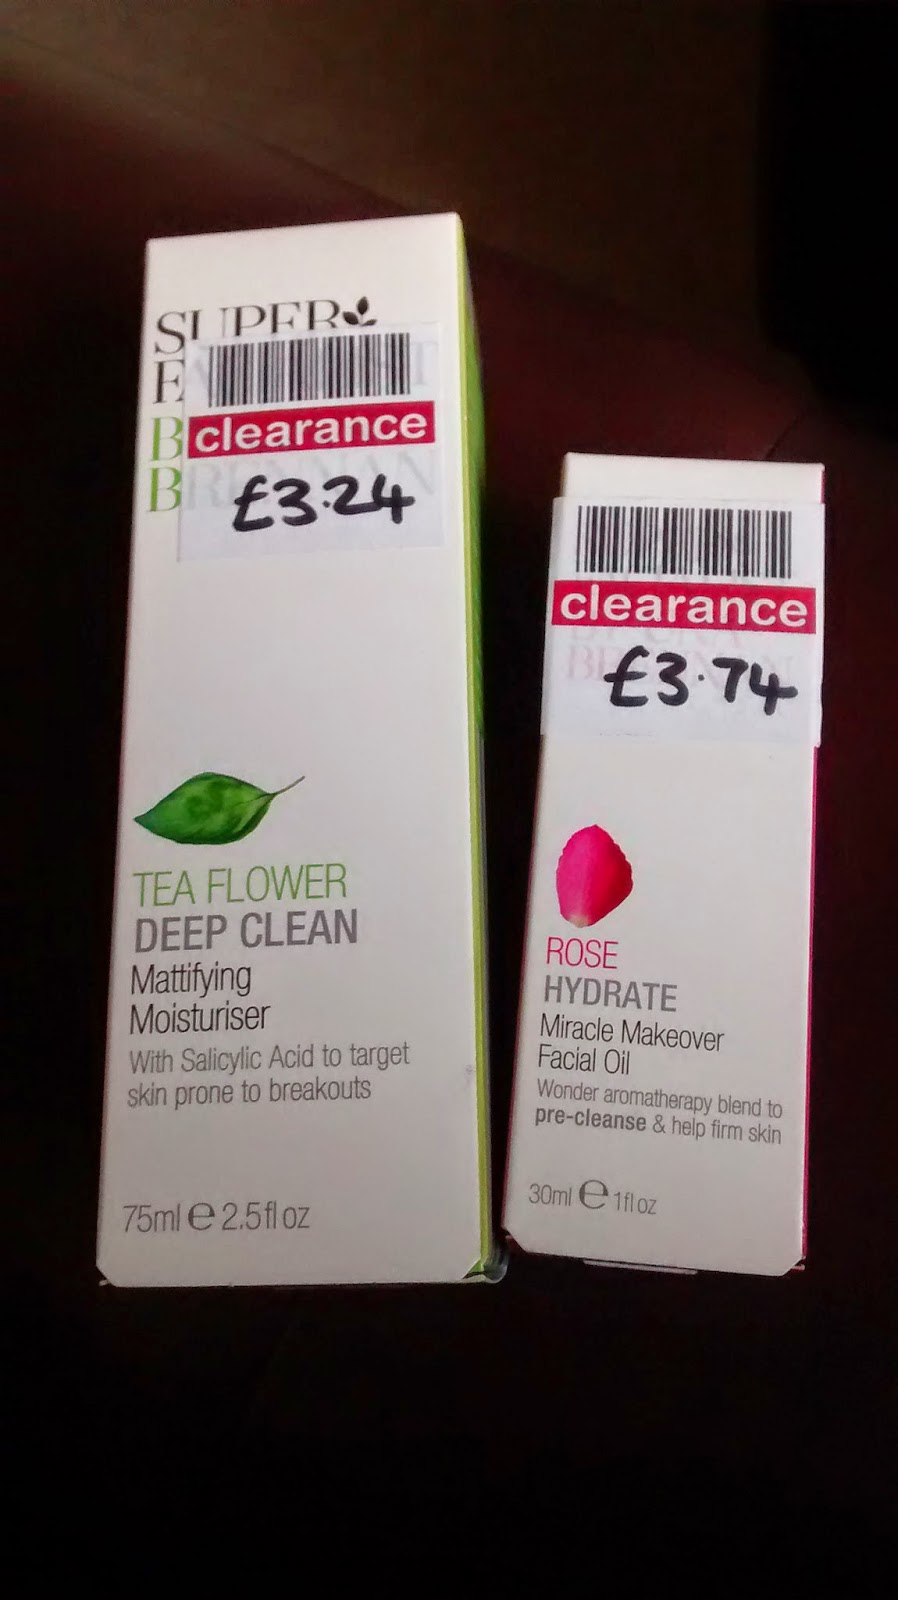 SUPER
clearance
£3.24
TEA FLOWER
DEEP CLEAN
Mattifying
Moisturiser
With Salicylic Acid to target
skin prone to breakouts
75ml e 2.5fl oz
clearance
BRENNAN
£3.74
ROSE
HYDRATE
Miracle Makeover
Facial Oil
Wonder aromatherapy blend to
pre-cleanse & help firm skin
30ml e 1fl oz